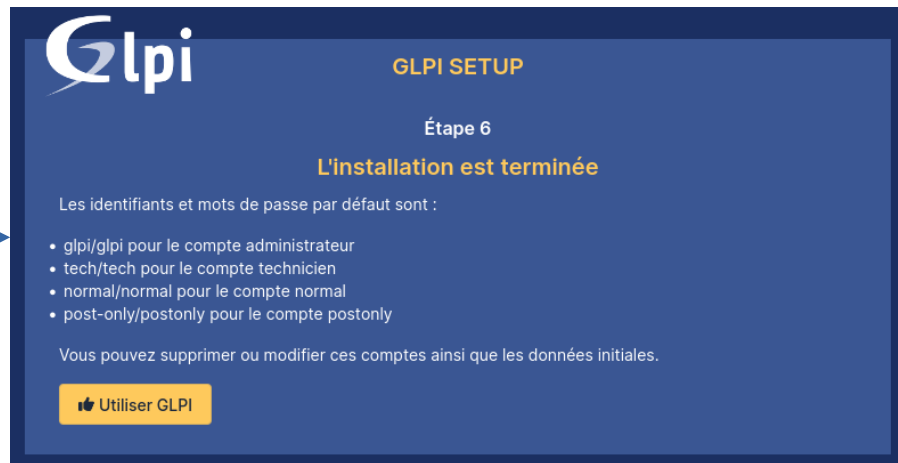 Glpi
GLPI SETUP
Étape 6
L'installation est terminée
Les identifiants et mots de passe par défaut sont :
• glpi/glpi pour le compte administrateur
• tech/tech pour le compte technicien
• normal/normal pour le compte normal
• post-only/postonly pour le compte postonly
Vous pouvez supprimer ou modifier ces comptes ainsi que les données initiales.
Utiliser GLPI